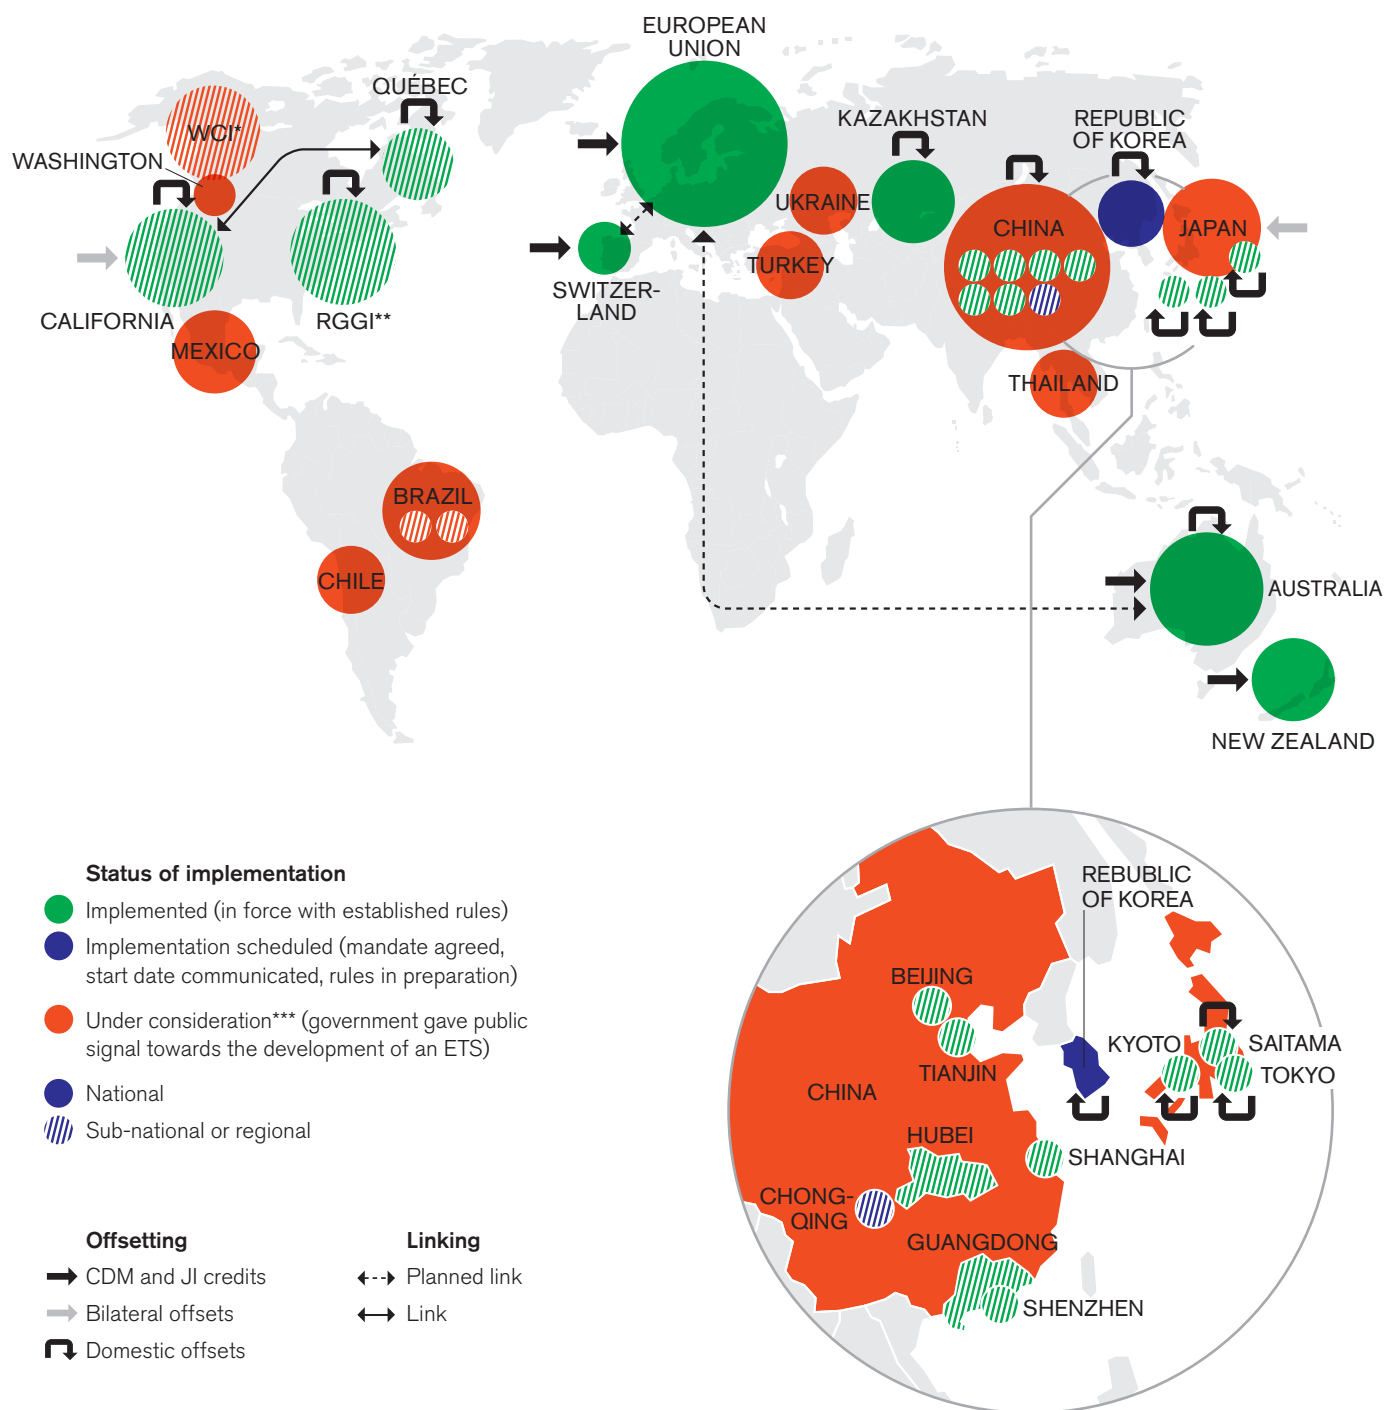 EUROPEAN
UNION
QUÉBEC
WCI*
WASHINGTON
KAZAKHSTAN
REPUBLIC
OF KOREA
UKRAINE
CHINA
JAPAN
TURKEY
SWITZER-
LAND
CALIFORNIA
RGGI**
MEXICO
THAILAND
BRAZIL
CHILE
AUSTRALIA
NEW ZEALAND
Status of implementation
Implemented (in force with established rules)
Implementation scheduled (mandate agreed,
start date communicated, rules in preparation)
Under consideration*** (government gave public
signal towards the development of an ETS)
National
Sub-national or regional
Offsetting
CDM and JI credits
Bilateral offsets
Domestic offsets
Linking
Planned link
Link
REBUBLIC
OF KOREA
BEIJING
TIANJIN
KYOTO
SAITAMA
TOKYO
CHINA
HUBEI
SHANGHAI
CHONG-
QING
GUANGDONG
SHENZHEN